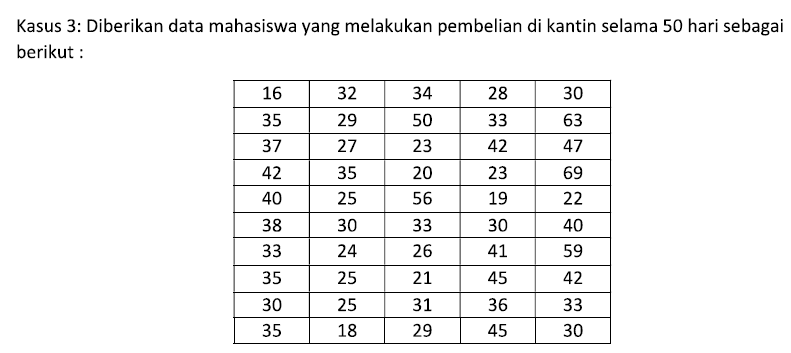 Kasus 3: Diberikan data mahasiswa yang melakukan pembelian di kantin selama 50 hari sebagai
berikut :
16 32 34 28 30
35 29 50 33 63
37 27 23 42 47
42 35 20 23 69
40 25 56 19 22
38 30 33 30 40
33 24 26 41 59
35 25 21 45 42
30 25 31 36 33
35 18 29 45 30